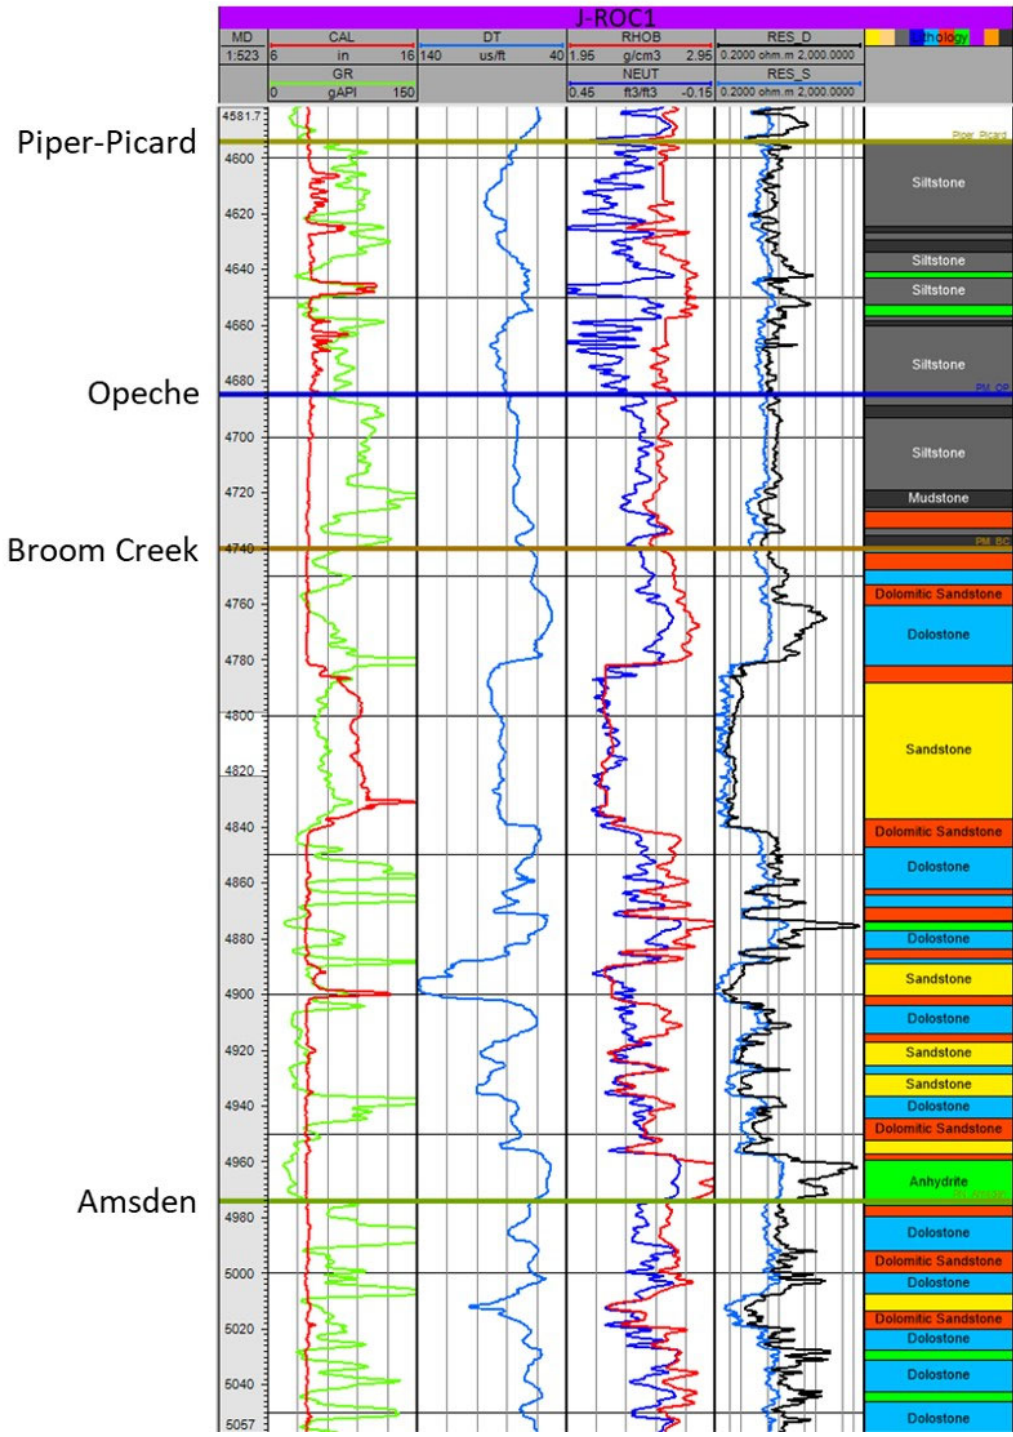 J-ROC1
MD CAL DT RHOB RES_D Lithology
1:523 6 in 16 140 us/ft 40 1.95 g/cm3 2.95 0.2000 ohm.m 2,000.0000
GR NEUT RES_S
0 gAPI 150 0.45 ft3/ft3 -0.15 0.2000 ohm.m 2,000.0000
4581.7
Piper-Picard
Piper_Picard
4600
Siltstone
4620
Siltstone
4640
Siltstone
4660
Siltstone
4680
Opeche
PM_OP
4700
Siltstone
4720
Mudstone
Broom Creek
4740
PM_BC
4760
Dolomitic Sandstone
Dolostone
4780
4800
Sandstone
4820
4840
Dolomitic Sandstone
4860
Dolostone
4880
Dolostone
Sandstone
4900
Dolostone
4920
Sandstone
Sandstone
4940
Dolostone
Dolomitic Sandstone
4960
Anhydrite
Amsden
4980
Dolostone
Dolomitic Sandstone
5000
Dolostone
Dolomitic Sandstone
5020
Dolostone
5040
Dolostone
5057
Dolostone